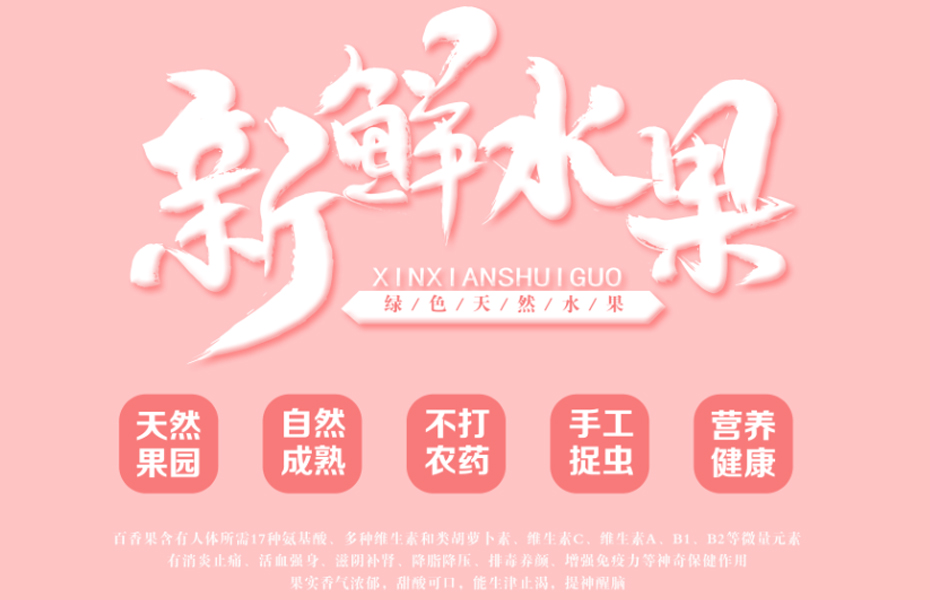 新鲜水果
XINXIANSHUIGUO
绿/色/天/然/水/果
天然
果园
自然
成熟
不打
农药
手工
捉虫
营养
健康
百香果含有人体所需17种氨基酸、多种维生素和类胡萝卜素、维生素C、维生素A、B1、B2等微量元素
有消炎止痛、活血强身、滋阴补肾、降脂降压、排毒养颜、增强免疫力等神奇保健作用
果实香气浓郁，甜酸可口，能生津止渴，提神醒脑